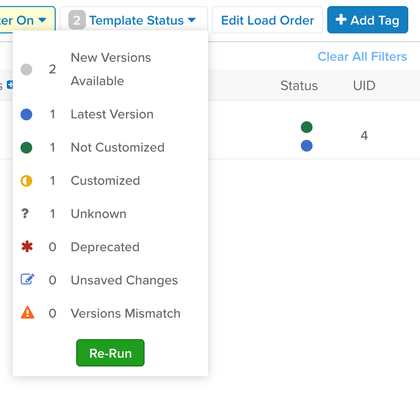 er On
2 Template Status
Edit Load Order
+ Add Tag
Clear All Filters
s
Status
UID
4
2 New Versions
Available
1 Latest Version
1 Not Customized
1 Customized
? 1 Unknown
0 Deprecated
0 Unsaved Changes
0 Versions Mismatch
Re-Run